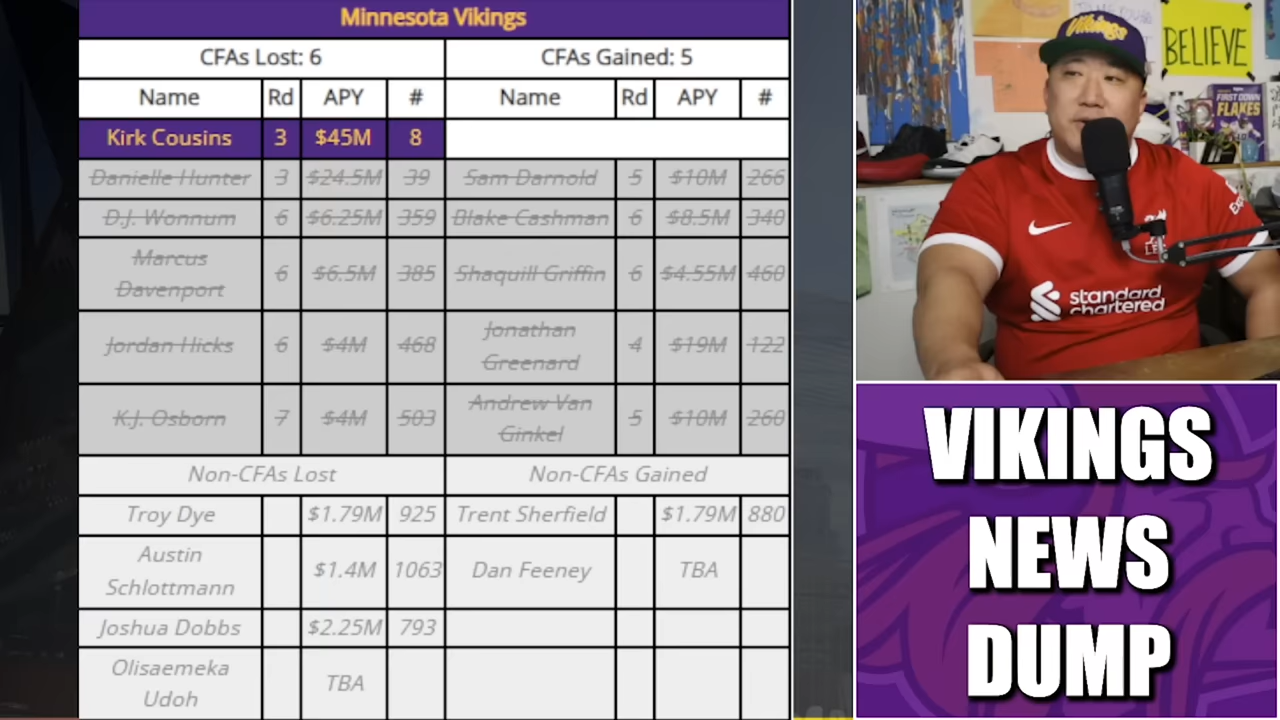 Minnesota Vikings
CFAs Lost: 6 CFAs Gained: 5
Name Rd APY # Name Rd APY #
Kirk Cousins 3 $45M 8
Danielle Hunter 3 $24.5M 39 Sam Darnold 5 $10M 266
D.J. Wonnum 6 $6.25M 359 Blake Cashman 6 $8.5M 340
Marcus
Davenport 6 $6.5M 385 Shaquill Griffin 6 $4.55M 460
Jordan Hicks 6 $4M 468 Jonathan
Greenard 4 $19M 122
K.J. Osborn 7 $4M 503 Andrew Van
Ginkel 5 $10M 260
Non-CFAs Lost Non-CFAs Gained
Troy Dye $1.79M 925 Trent Sherfield $1.79M 880
Austin
Schlottmann $1.4M 1063 Dan Feeney TBA
Joshua Dobbs $2.25M 793
Olisaemeka
Udoh TBA
Vikings
BELIEVE
FIRST DOWN
FLAKES
standard
chartered
VIKINGS
NEWS
DUMP